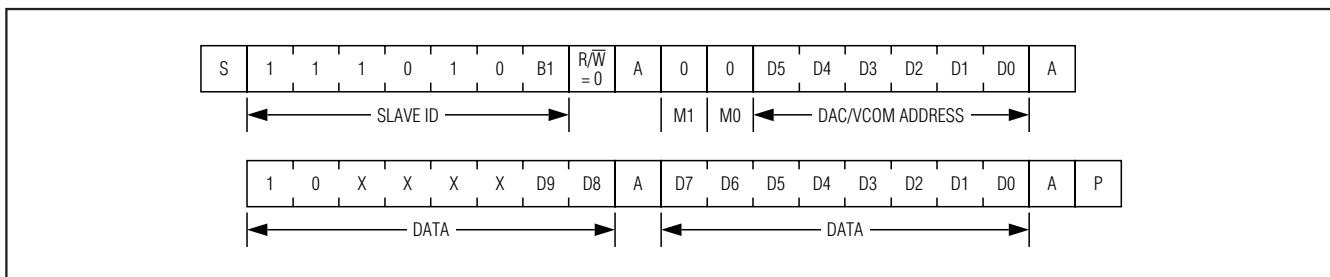 S 1 1 1 0 1 0 B1 R/W̅ = 0 A 0 0 D5 D4 D3 D2 D1 D0 A
SLAVE ID M1 M0 DAC/VCOM ADDRESS
1 0 X X X X D9 D8 A D7 D6 D5 D4 D3 D2 D1 D0 A P
DATA DATA